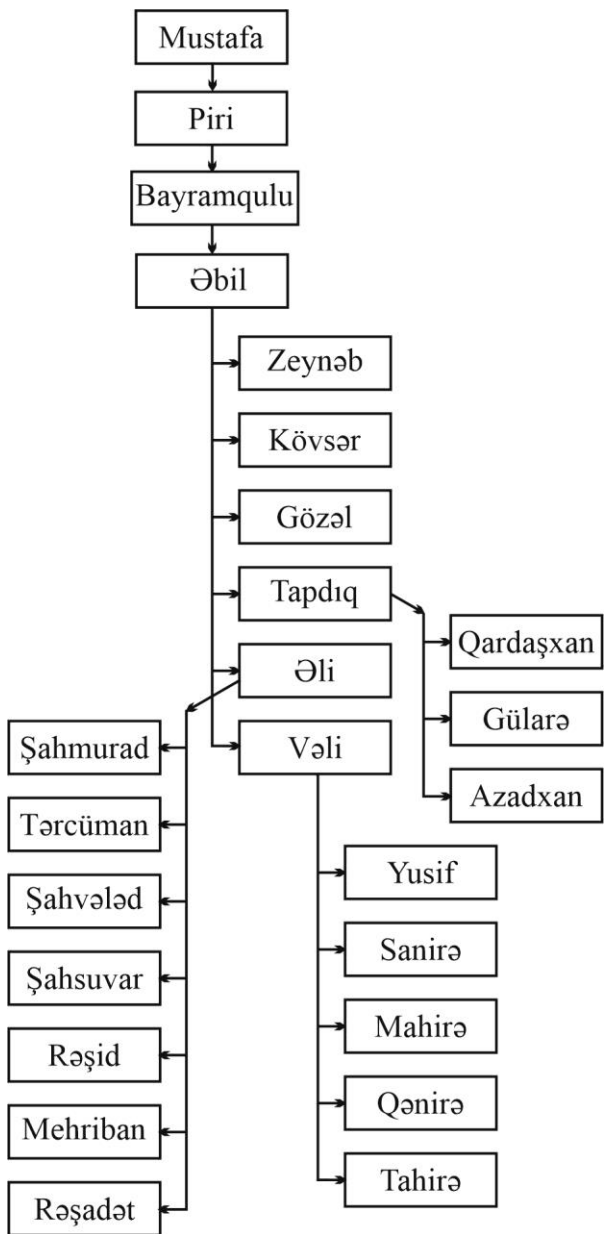 Mustafa
Piri
Bayramqulu
Əbil
Zeynəb
Kövsər
Gözəl
Tapdıq
Qardaşxan
Gülarə
Azadxan
Əli
Şahmurad
Tərcüman
Şahvələd
Şahsuvar
Rəşid
Mehriban
Rəşadət
Vəli
Yusif
Sanirə
Mahirə
Qənirə
Tahirə